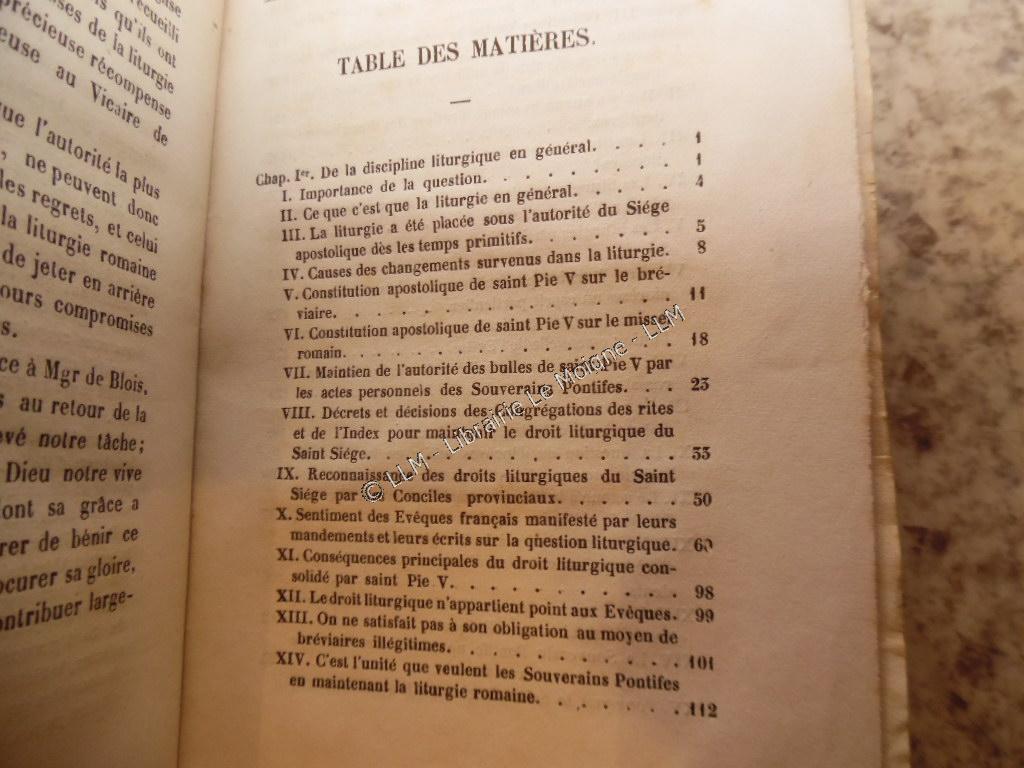 recueilli
qu'ils ont
ses de la liturgie
précieuse récompense
euse au Vicaire de
que l'autorité la plus
, ne peuvent donc
les regrets, et celui
la liturgie romaine
de jeter en arrière
ours compromises
s.
ce à Mgr de Blois,
s au retour de la
evé notre tâche;
Dieu notre vive
dont sa grâce a
rer de bénir ce
ocurer sa gloire,
ontribuer large-
TABLE DES MATIÈRES.
Chap. Ier. De la discipline liturgique en général. . . . . 1
I. Importance de la question. . . . . . . . . 1
II. Ce que c'est que la liturgie en général. . . . . 4
III. La liturgie a été placée sous l'autorité du Siége
apostolique dès les temps primitifs. . . . . . . 5
IV. Causes des changements survenus dans la liturgie. 8
V. Constitution apostolique de saint Pie V sur le bré-
viaire. . . . . . . . . . . . . . . . 11
VI. Constitution apostolique de saint Pie V sur le missel
romain. . . . . . . . . . . . . . . . 18
VII. Maintien de l'autorité des bulles de saint Pie V par
les actes personnels des Souverains Pontifes. . . . 23
VIII. Décrets et décisions des Congrégations des rites
et de l'Index pour maintenir le droit liturgique du
Saint Siége. . . . . . . . . . . . . . . 33
IX. Reconnaissance des droits liturgiques du Saint
Siége par les Conciles provinciaux. . . . . . . 50
X. Sentiment des Evêques français manifesté par leurs
mandements et leurs écrits sur la question liturgique. 60
XI. Conséquences principales du droit liturgique con-
solidé par saint Pie V. . . . . . . . . . . 98
XII. Le droit liturgique n'appartient point aux Evêques. 99
XIII. On ne satisfait pas à son obligation au moyen de
bréviaires illégitimes. . . . . . . . . . . 101
XIV. C'est l'unité que veulent les Souverains Pontifes
en maintenant la liturgie romaine. . . . . . . 112
© LLM - Librairie Le Moigne - LLM